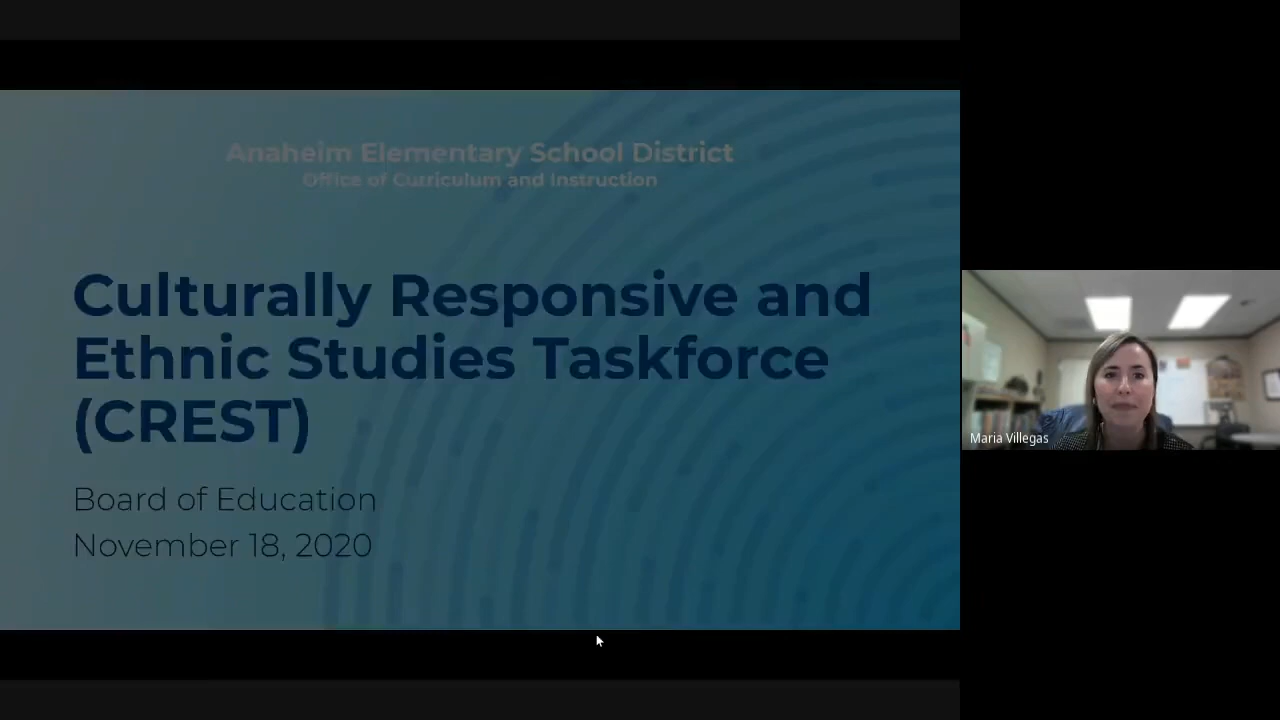 Anaheim Elementary School District
Office of Curriculum and Instruction
Culturally Responsive and
Ethnic Studies Taskforce
(CREST)
Board of Education
November 18, 2020
Maria Villegas